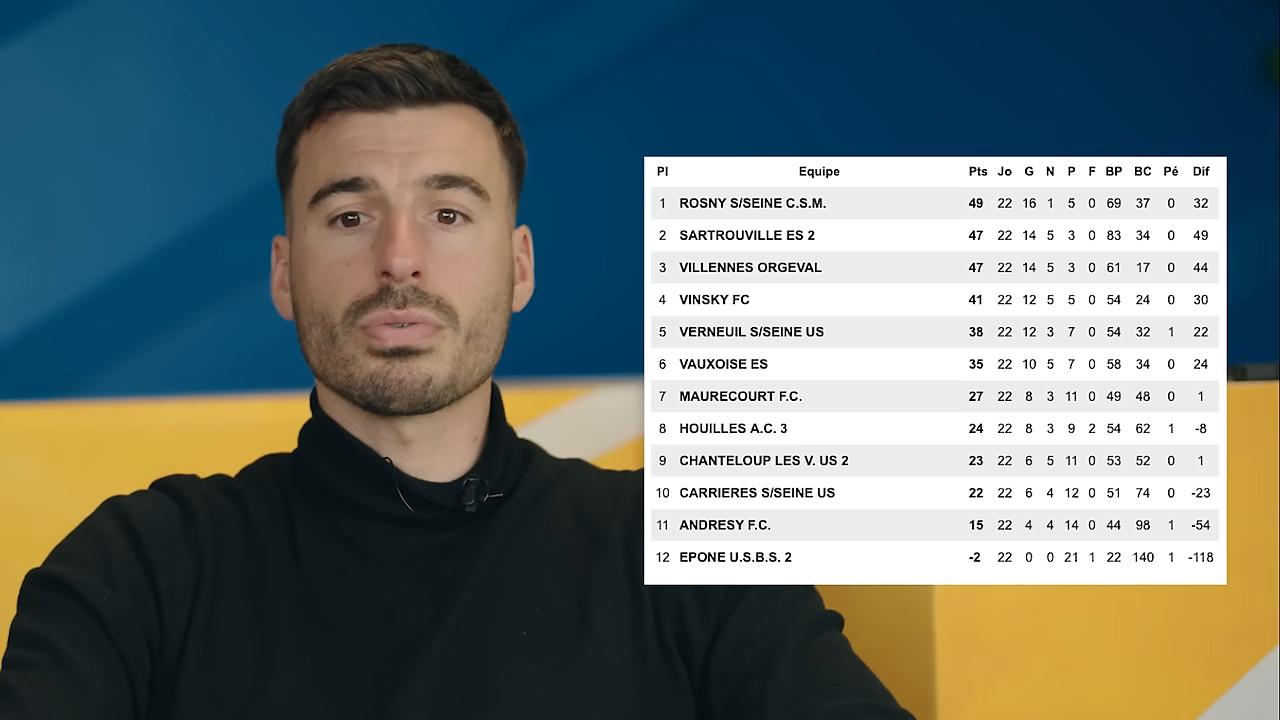 Pl Equipe Pts Jo G N P F BP BC Pé Dif
1 ROSNY S/SEINE C.S.M. 49 22 16 1 5 0 69 37 0 32
2 SARTROUVILLE ES 2 47 22 14 5 3 0 83 34 0 49
3 VILLENNES ORGEVAL 47 22 14 5 3 0 61 17 0 44
4 VINSKY FC 41 22 12 5 5 0 54 24 0 30
5 VERNEUIL S/SEINE US 38 22 12 3 7 0 54 32 1 22
6 VAUXOISE ES 35 22 10 5 7 0 58 34 0 24
7 MAURECOURT F.C. 27 22 8 3 11 0 49 48 0 1
8 HOUILLES A.C. 3 24 22 8 3 9 2 54 62 1 -8
9 CHANTELOUP LES V. US 2 23 22 6 5 11 0 53 52 0 1
10 CARRIERES S/SEINE US 22 22 6 4 12 0 51 74 0 -23
11 ANDRESY F.C. 15 22 4 4 14 0 44 98 1 -54
12 EPONE U.S.B.S. 2 -2 22 0 0 21 1 22 140 1 -118